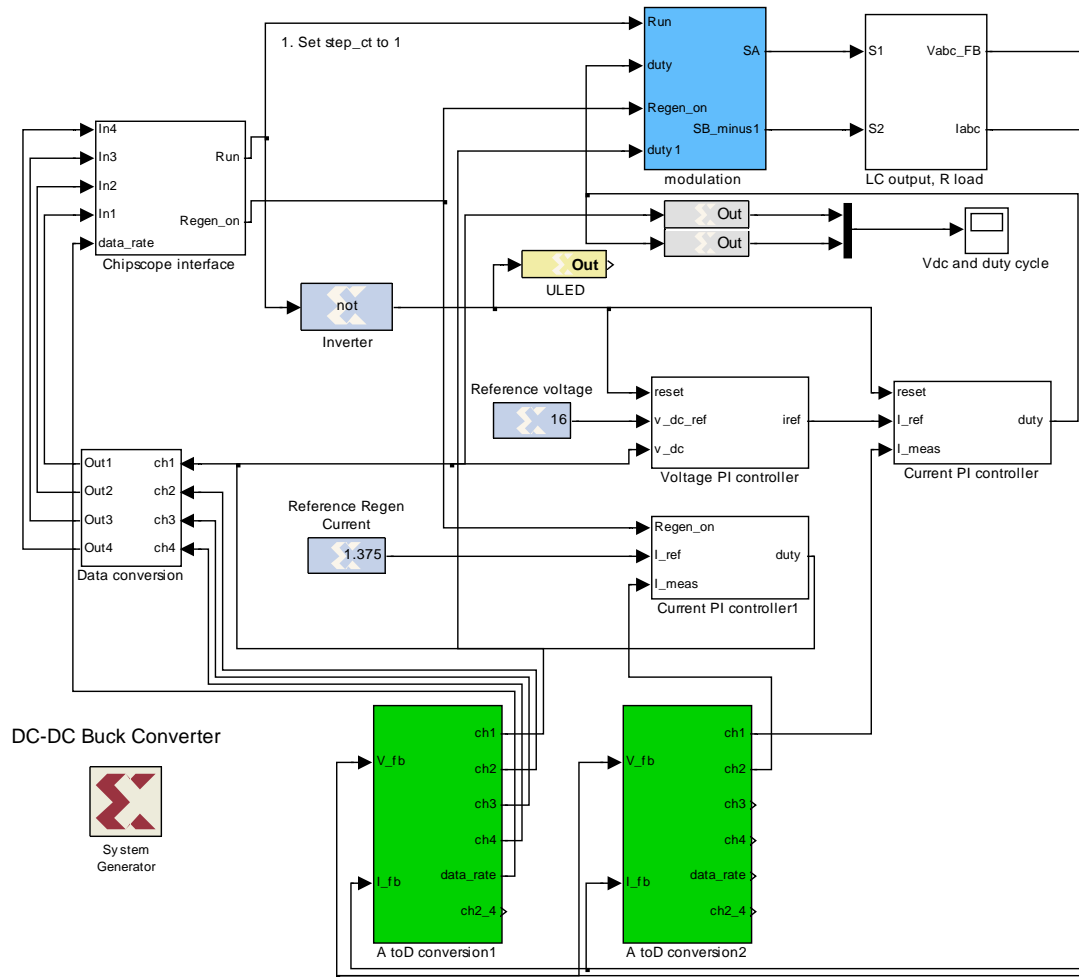 1. Set step_ct to 1
Run
duty
Regen_on
duty 1
SA
SB_minus1
modulation
S1
S2
Vabc_FB
Iabc
LC output, R load
In4
In3
In2
In1
data_rate
Run
Regen_on
Chipscope interface
Out
Out
Vdc and duty cycle
Out
ULED
not
Inverter
Reference voltage
16
reset
v_dc_ref
v_dc
iref
Voltage PI controller
reset
I_ref
I_meas
duty
Current PI controller
Out1
Out2
Out3
Out4
ch1
ch2
ch3
ch4
Data conversion
Reference Regen
Current
1.375
Regen_on
I_ref
I_meas
duty
Current PI controller1
DC-DC Buck Converter
System
Generator
V_fb
I_fb
ch1
ch2
ch3
ch4
data_rate
ch2_4
A toD conversion1
V_fb
I_fb
ch1
ch2
ch3
ch4
data_rate
ch2_4
A toD conversion2